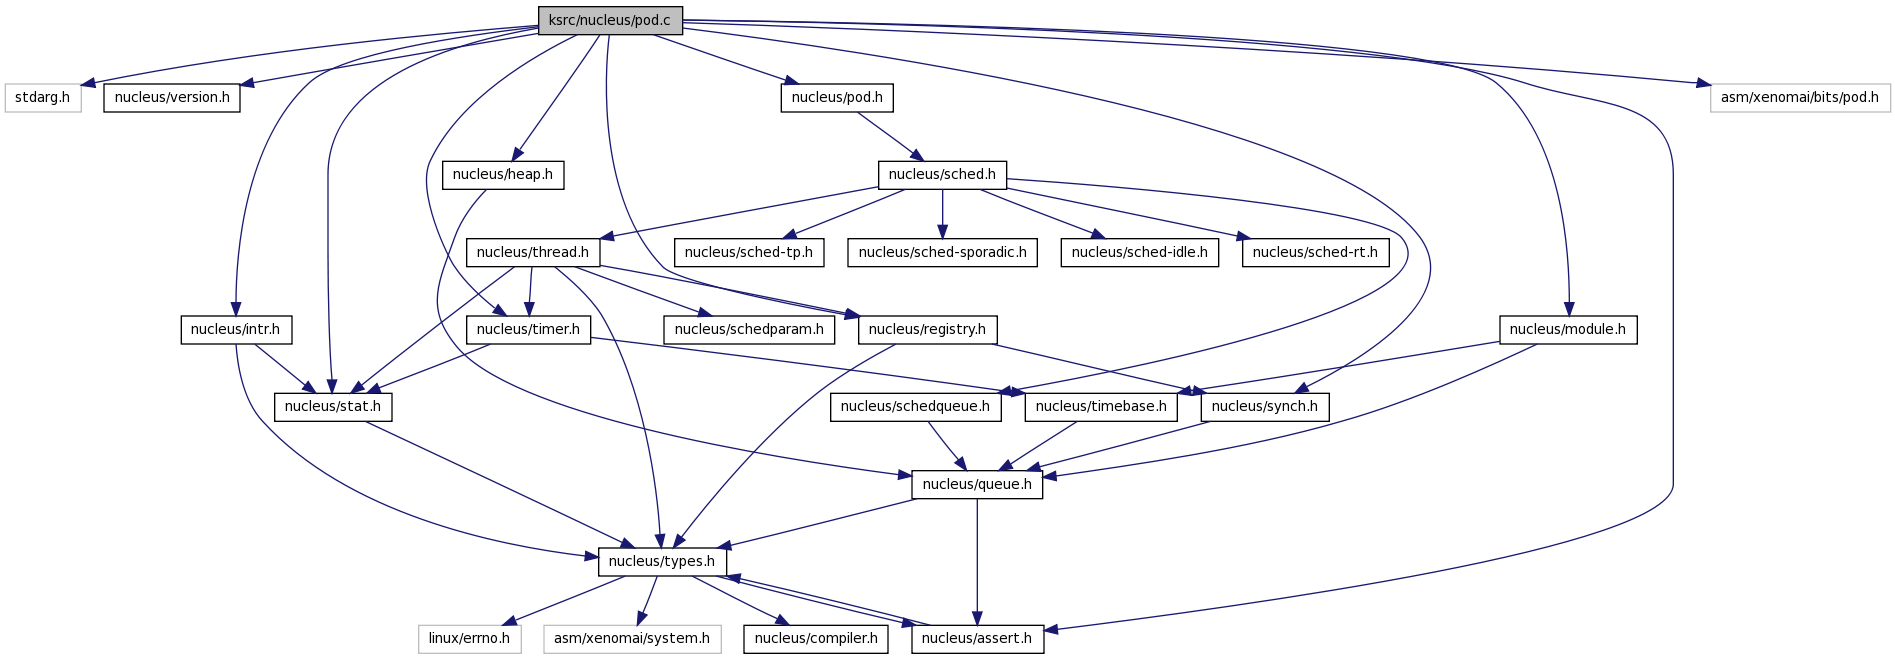 ksrc/nucleus/pod.c
stdarg.h
nucleus/version.h
nucleus/pod.h
asm/xenomai/bits/pod.h
nucleus/heap.h
nucleus/sched.h
nucleus/thread.h
nucleus/sched-tp.h
nucleus/sched-sporadic.h
nucleus/sched-idle.h
nucleus/sched-rt.h
nucleus/intr.h
nucleus/timer.h
nucleus/schedparam.h
nucleus/registry.h
nucleus/module.h
nucleus/stat.h
nucleus/schedqueue.h
nucleus/timebase.h
nucleus/synch.h
nucleus/queue.h
nucleus/types.h
linux/errno.h
asm/xenomai/system.h
nucleus/compiler.h
nucleus/assert.h